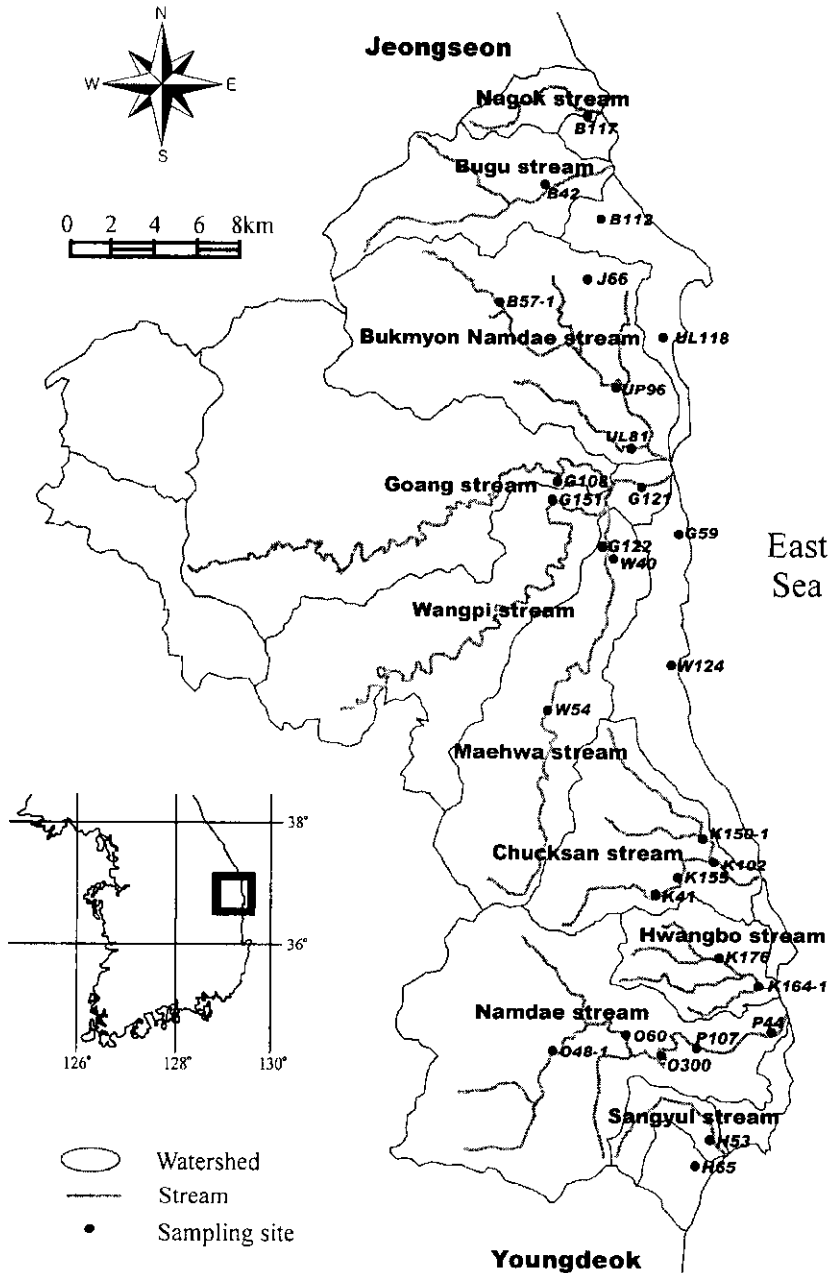 N
Jeongseon
W
E
Nagok stream
B117
S
Bugu stream
B42
0 2 4 6 8km
B112
J66
B57-1
Bukmyon Namdae stream
UL118
UP96
UL81
Goang stream
G108
G151
G121
G59
East
Sea
G122
W40
Wangpi stream
W124
W54
Maehwa stream
38°
K150-1
Chucksan stream
K102
K155
K41
36°
Hwangbo stream
K176
K164-1
Namdae stream
P44
O60
P107
O48-1
O300
126°
128°
130°
Sangyul stream
H53
H65
Watershed
Stream
Sampling site
Youngdeok